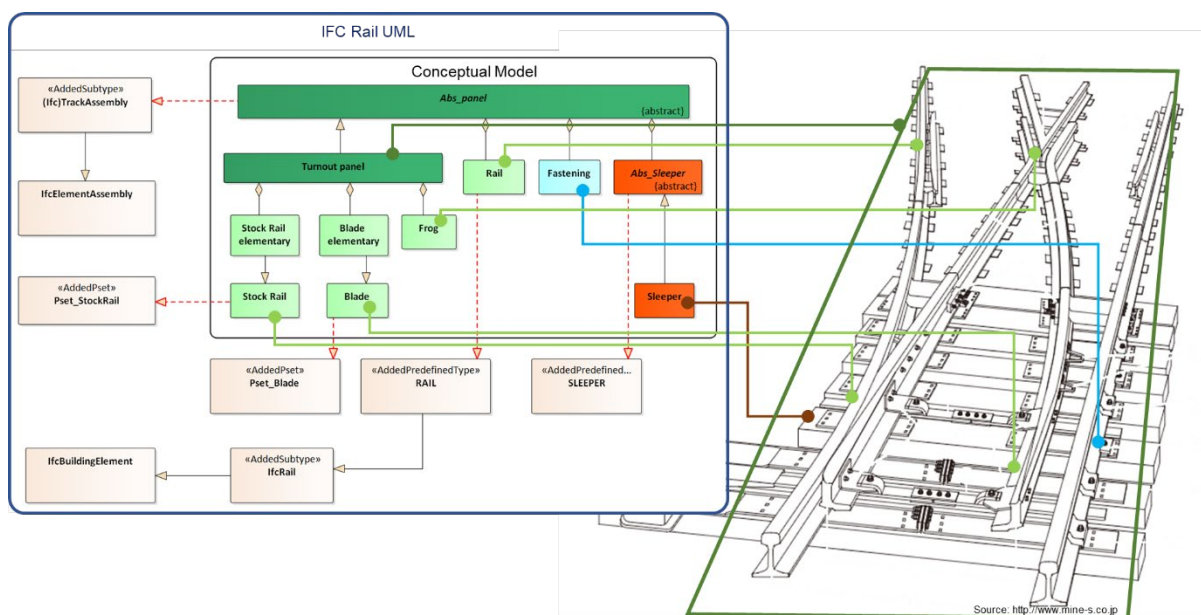 IFC Rail UML
Conceptual Model
«AddedSubtype»
(Ifc)TrackAssembly
Abs_panel
{abstract}
Turnout panel
Rail
Fastening
Abs_Sleeper
{abstract}
IfcElementAssembly
Stock Rail
elementary
Blade
elementary
Frog
«AddedPset»
Pset_StockRail
Stock Rail
Blade
Sleeper
«AddedPset»
Pset_Blade
«AddedPredefinedType»
RAIL
«AddedPredefined...
SLEEPER
IfcBuildingElement
«AddedSubtype»
IfcRail
Source: http://www.mine-s.co.jp